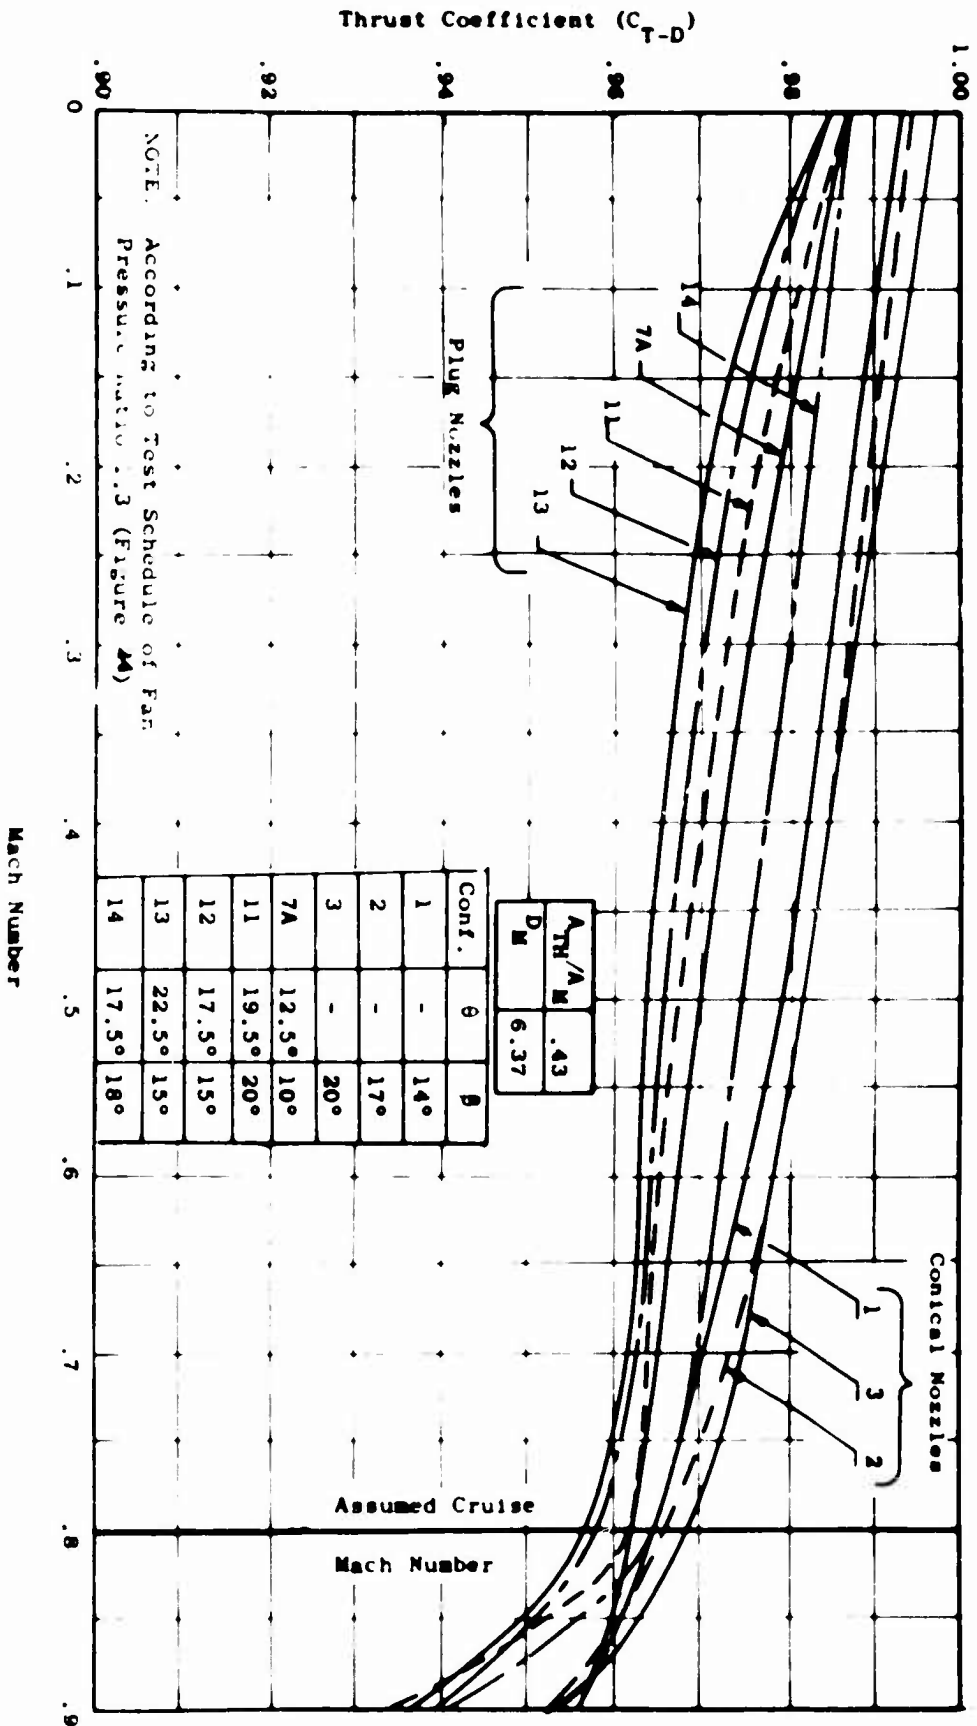 Thrust Coefficient (C_T-D)
1.00
.98
.96
.94
.92
.90
0
.1
.2
.3
.4
.5
.6
.7
.8
.9
Mach Number
14
7A
11
12
13
Plug Nozzles
Conical Nozzles
1
3
2
Assumed Cruise
Mach Number
A_TH/A_M .43
D_M 6.37
Conf. θ β
1 - 14°
2 - 17°
3 - 20°
7A 12.5° 10°
11 19.5° 20°
12 17.5° 15°
13 22.5° 15°
14 17.5° 18°
NOTE. According to Test Schedule of Fan
Pressure Ratio .3 (Figure )